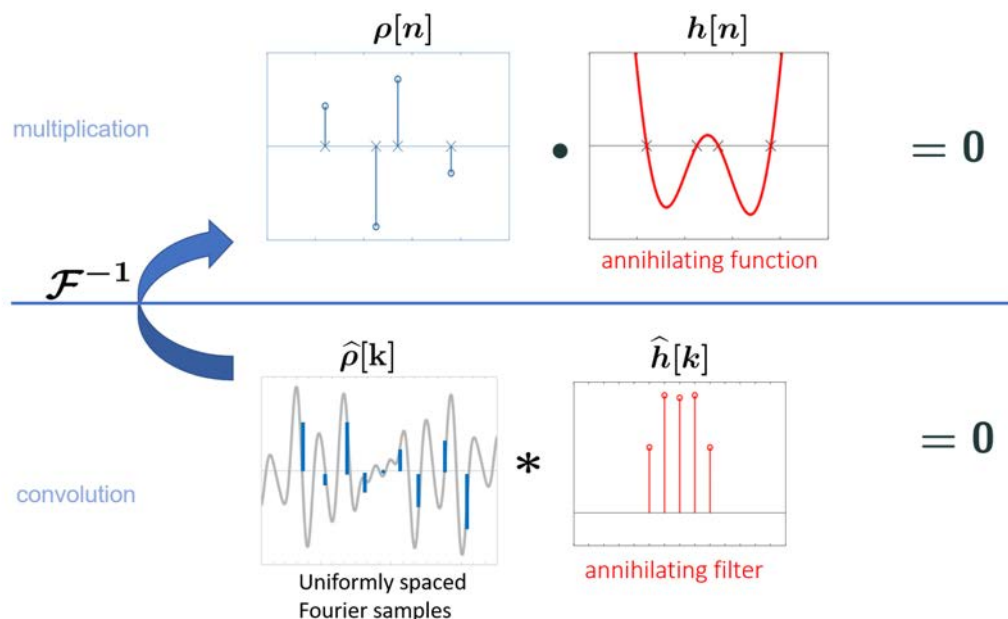 ρ[n] h[n]
multiplication
• = 0
annihilating function
𝓕⁻¹
ρ̂[k] ĥ[k]
* = 0
convolution
annihilating filter
Uniformly spaced
Fourier samples